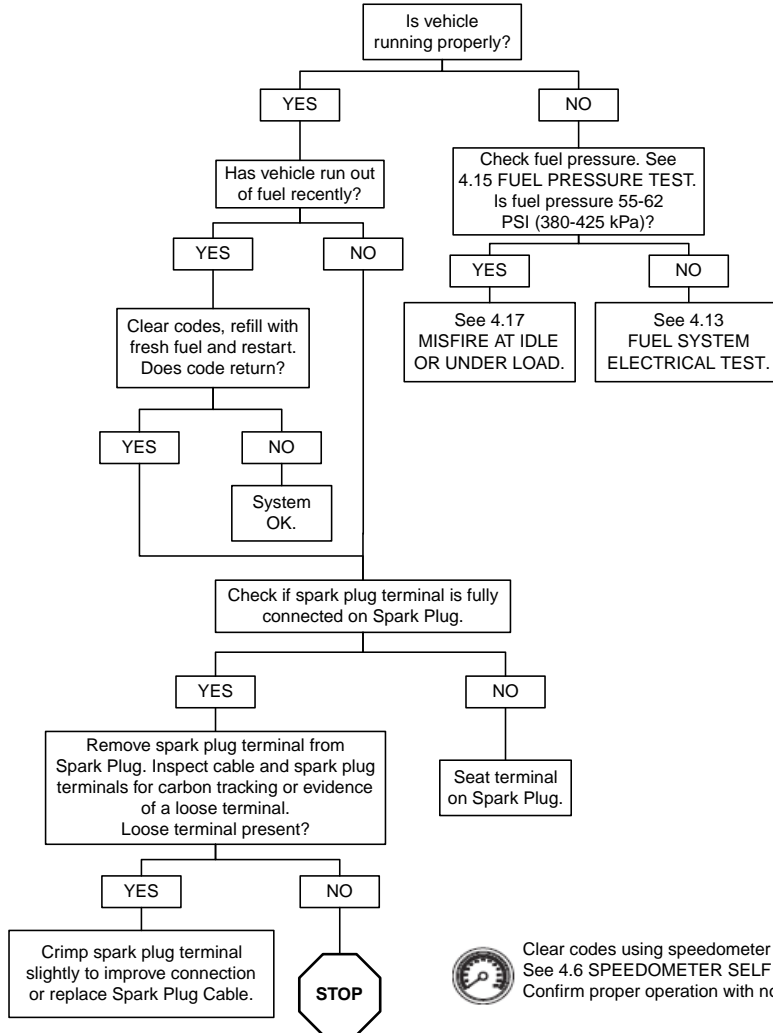 Is vehicle
running properly?
YES
NO
Has vehicle run out
of fuel recently?
Check fuel pressure. See
4.15 FUEL PRESSURE TEST.
Is fuel pressure 55-62
PSI (380-425 kPa)?
YES
NO
YES
NO
Clear codes, refill with
fresh fuel and restart.
Does code return?
See 4.17
MISFIRE AT IDLE
OR UNDER LOAD.
See 4.13
FUEL SYSTEM
ELECTRICAL TEST.
YES
NO
System
OK.
Check if spark plug terminal is fully
connected on Spark Plug.
YES
NO
Remove spark plug terminal from
Spark Plug. Inspect cable and spark plug
terminals for carbon tracking or evidence
of a loose terminal.
Loose terminal present?
Seat terminal
on Spark Plug.
YES
NO
Crimp spark plug terminal
slightly to improve connection
or replace Spark Plug Cable.
STOP
Clear codes using speedometer
See 4.6 SPEEDOMETER SELF
Confirm proper operation with no